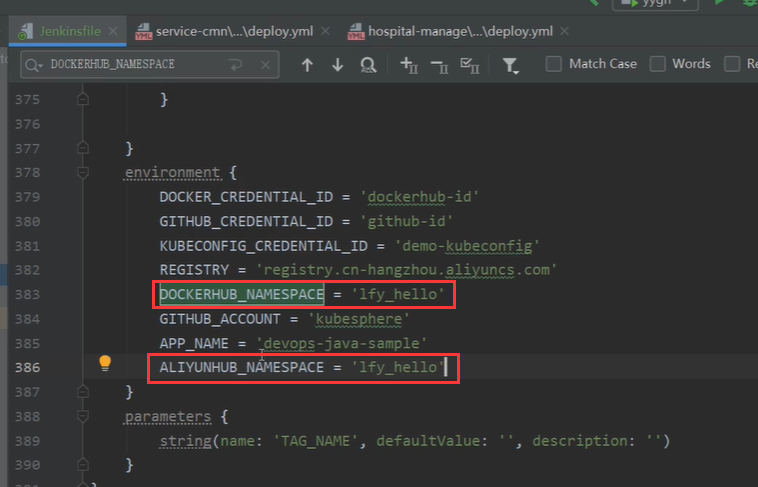 yygh
Jenkinsfile service-cmn\...\deploy.yml hospital-manage\...\deploy.yml
DOCKERHUB_NAMESPACE Match Case Words Re
375 }
376
377 }
378 environment {
379 DOCKER_CREDENTIAL_ID = 'dockerhub-id'
380 GITHUB_CREDENTIAL_ID = 'github-id'
381 KUBECONFIG_CREDENTIAL_ID = 'demo-kubeconfig'
382 REGISTRY = 'registry.cn-hangzhou.aliyuncs.com'
383 DOCKERHUB_NAMESPACE = 'lfy_hello'
384 GITHUB_ACCOUNT = 'kubesphere'
385 APP_NAME = 'devops-java-sample'
386 ALIYUNHUB_NAMESPACE = 'lfy_hello'
387 }
388 parameters {
389 string(name: 'TAG_NAME', defaultValue: '', description: '')
390 }